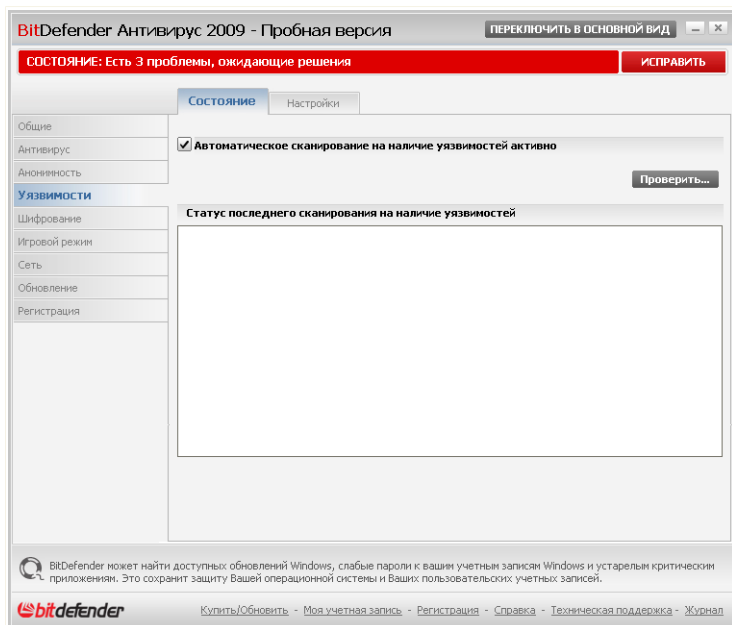 BitDefender Антивирус 2009 - Пробная версия
ПЕРЕКЛЮЧИТЬ В ОСНОВНОЙ ВИД
СОСТОЯНИЕ: Есть 3 проблемы, ожидающие решения
ИСПРАВИТЬ
Состояние
Настройки
Общие
Антивирус
Анонимность
Уязвимости
Шифрование
Игровой режим
Сеть
Обновление
Регистрация
Автоматическое сканирование на наличие уязвимостей активно
Проверить...
Статус последнего сканирования на наличие уязвимостей
BitDefender может найти доступных обновлений Windows, слабые пароли к вашим учетным записям Windows и устарелым критическим
приложениям. Это сохранит защиту Вашей операционной системы и Ваших пользовательских учетных записей.
bitdefender
Купить/Обновить - Моя учетная запись - Регистрация - Справка - Техническая поддержка - Журнал